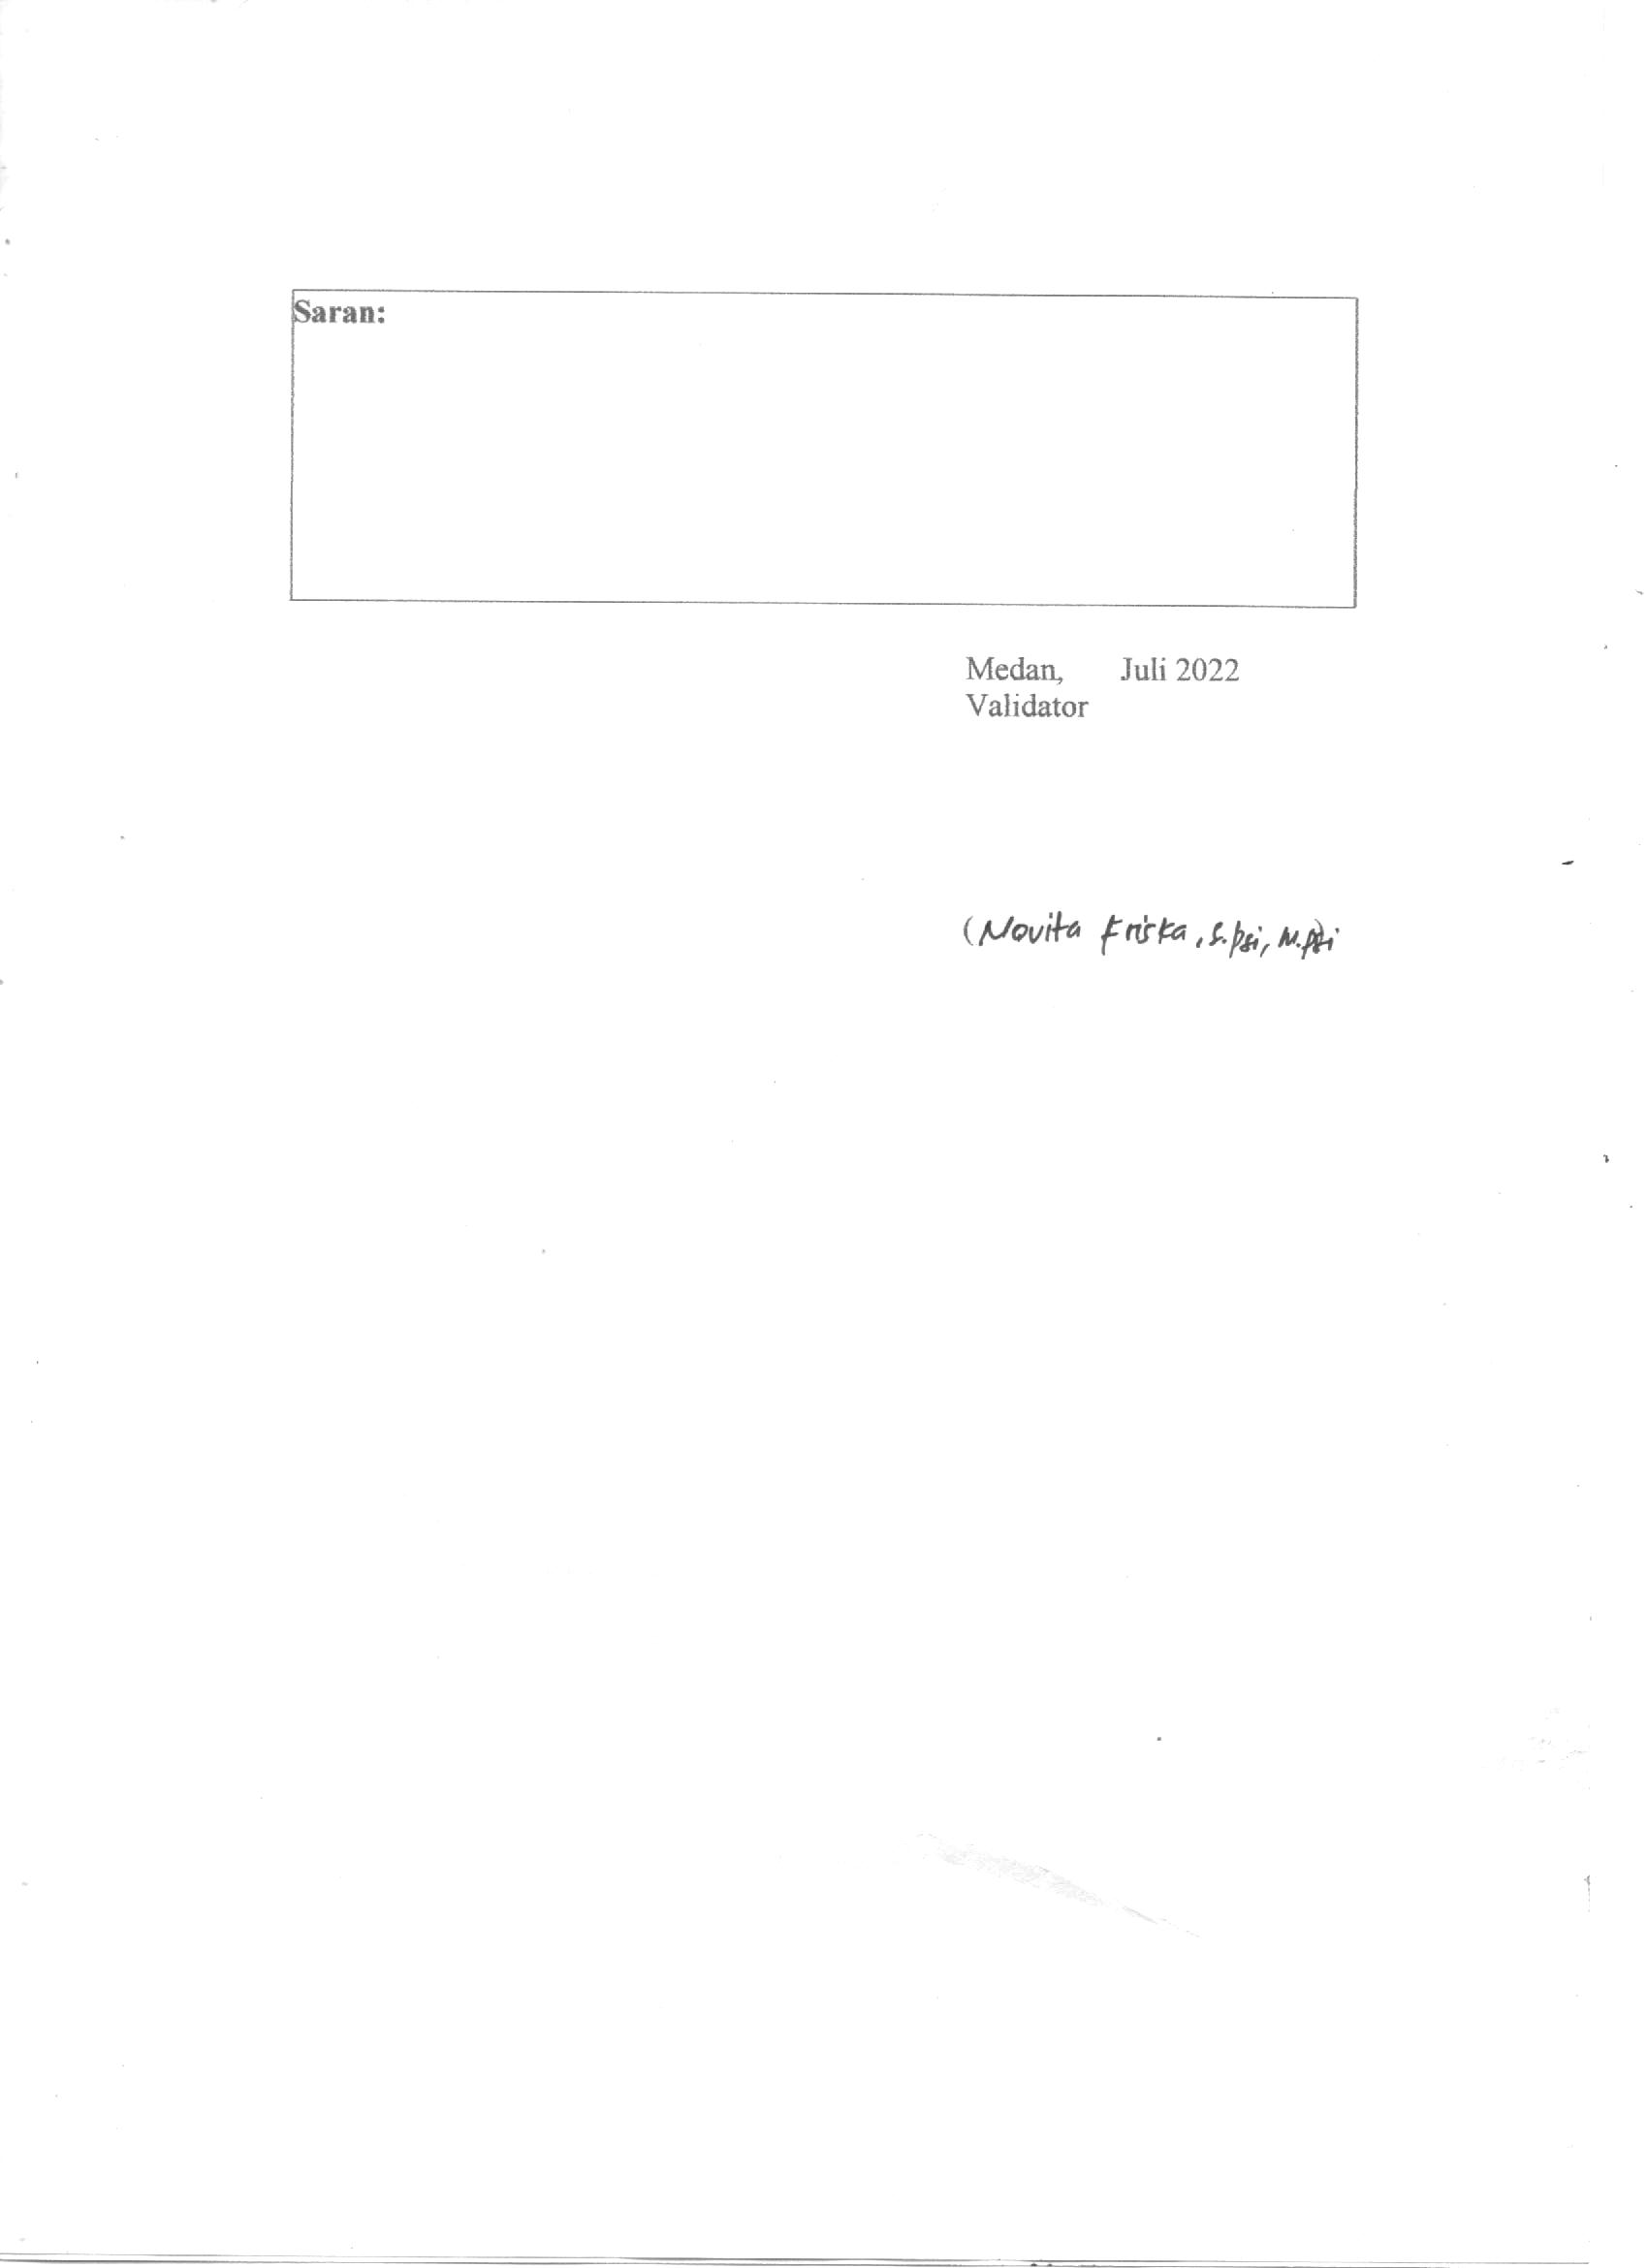 Saran:
Medan, Juli 2022
Validator
(Novita Friska, S.psi, M.psi